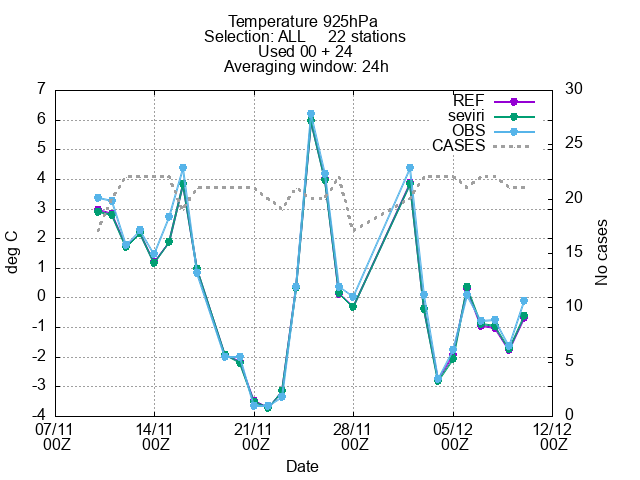 Temperature 925hPa
Selection: ALL 22 stations
Used 00 + 24
Averaging window: 24h
7
6
5
4
3
2
1
0
-1
-2
-3
-4
deg C
30
25
20
15
10
5
0
No cases
REF
seviri
OBS
CASES
07/11 14/11 21/11 28/11 05/12 12/12
00Z 00Z 00Z 00Z 00Z 00Z
Date